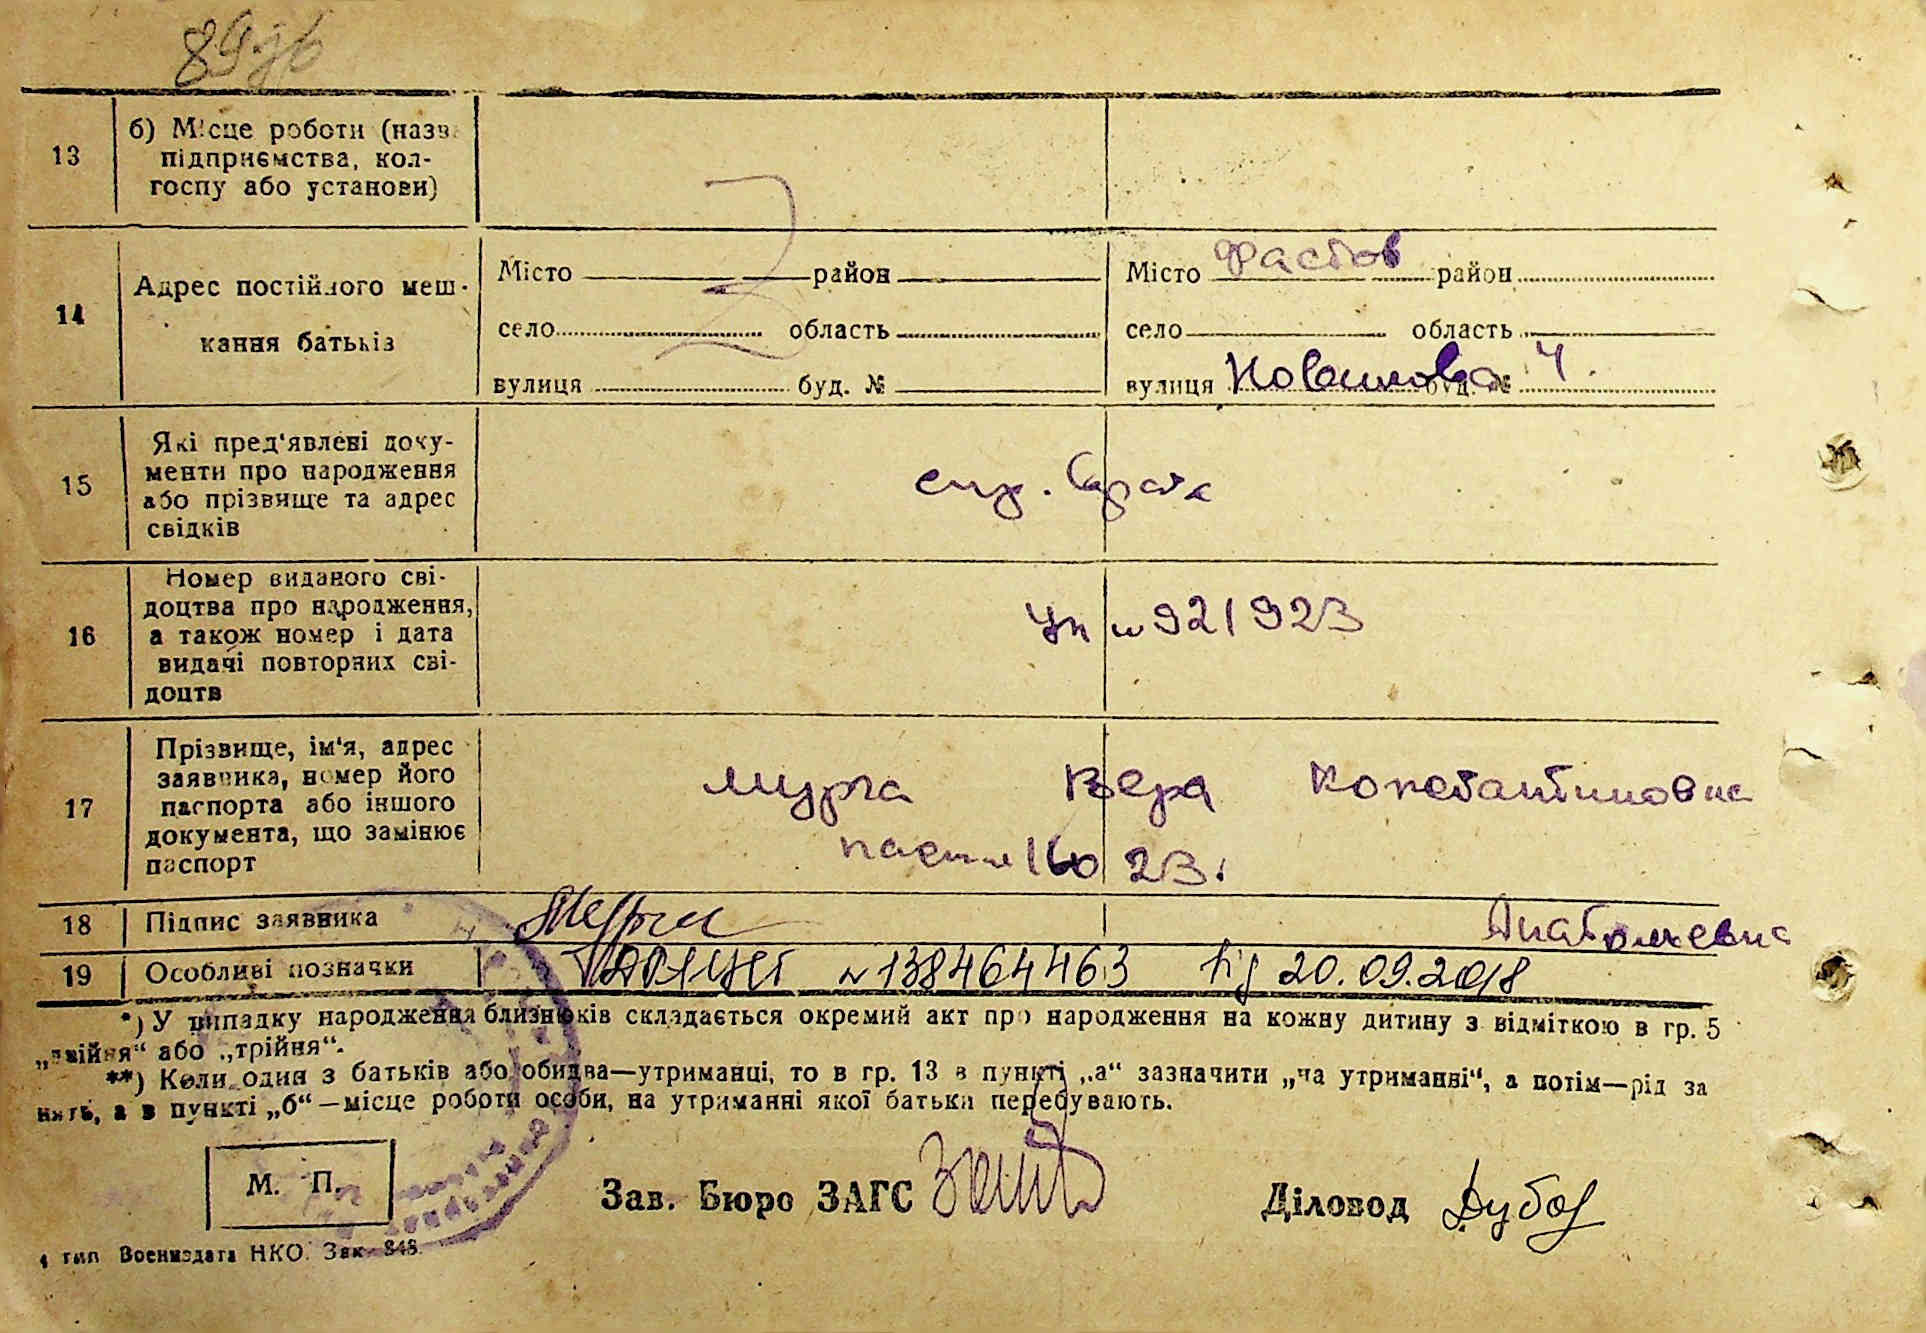 13
б) Місце роботи (назва
підприємства, кол-
госпу або установи)
14
Адрес постійного меш-
кання батьків
Місто район
село область
вулиця буд. №
Місто Фастов район
село область
вулиця буд. № 4.
15
Які пред'явлені доку-
менти про народження
або прізвище та адрес
свідків
16
Номер виданого сві-
доцтва про народження,
а також номер і дата
видачі повторних сві-
доцтв
921923
17
Прізвище, ім'я, адрес
заявника, номер його
паспорта або іншого
документа, що замінює
паспорт
Мурга Вера Константиновна
18
Підпис заявника
Анатольевна
19
Особливі позначки
ВИТЯГ №138464463 від 20.09.2018
*) У випадку народження близнюків складається окремий акт про народження на кожну дитину з відміткою в гр. 5
„двійня“ або „трійня“.
**) Коли один з батьків або обидва—утриманці, то в гр. 13 в пункті „а“ зазначити „на утриманні“, а потім—рід за
нять, а в пункті „б“—місце роботи особи, на утриманні якої батьки перебувають.
М. П.
Зав. Бюро ЗАГС
Діловод
тип Воениздата НКО. Зак. 848